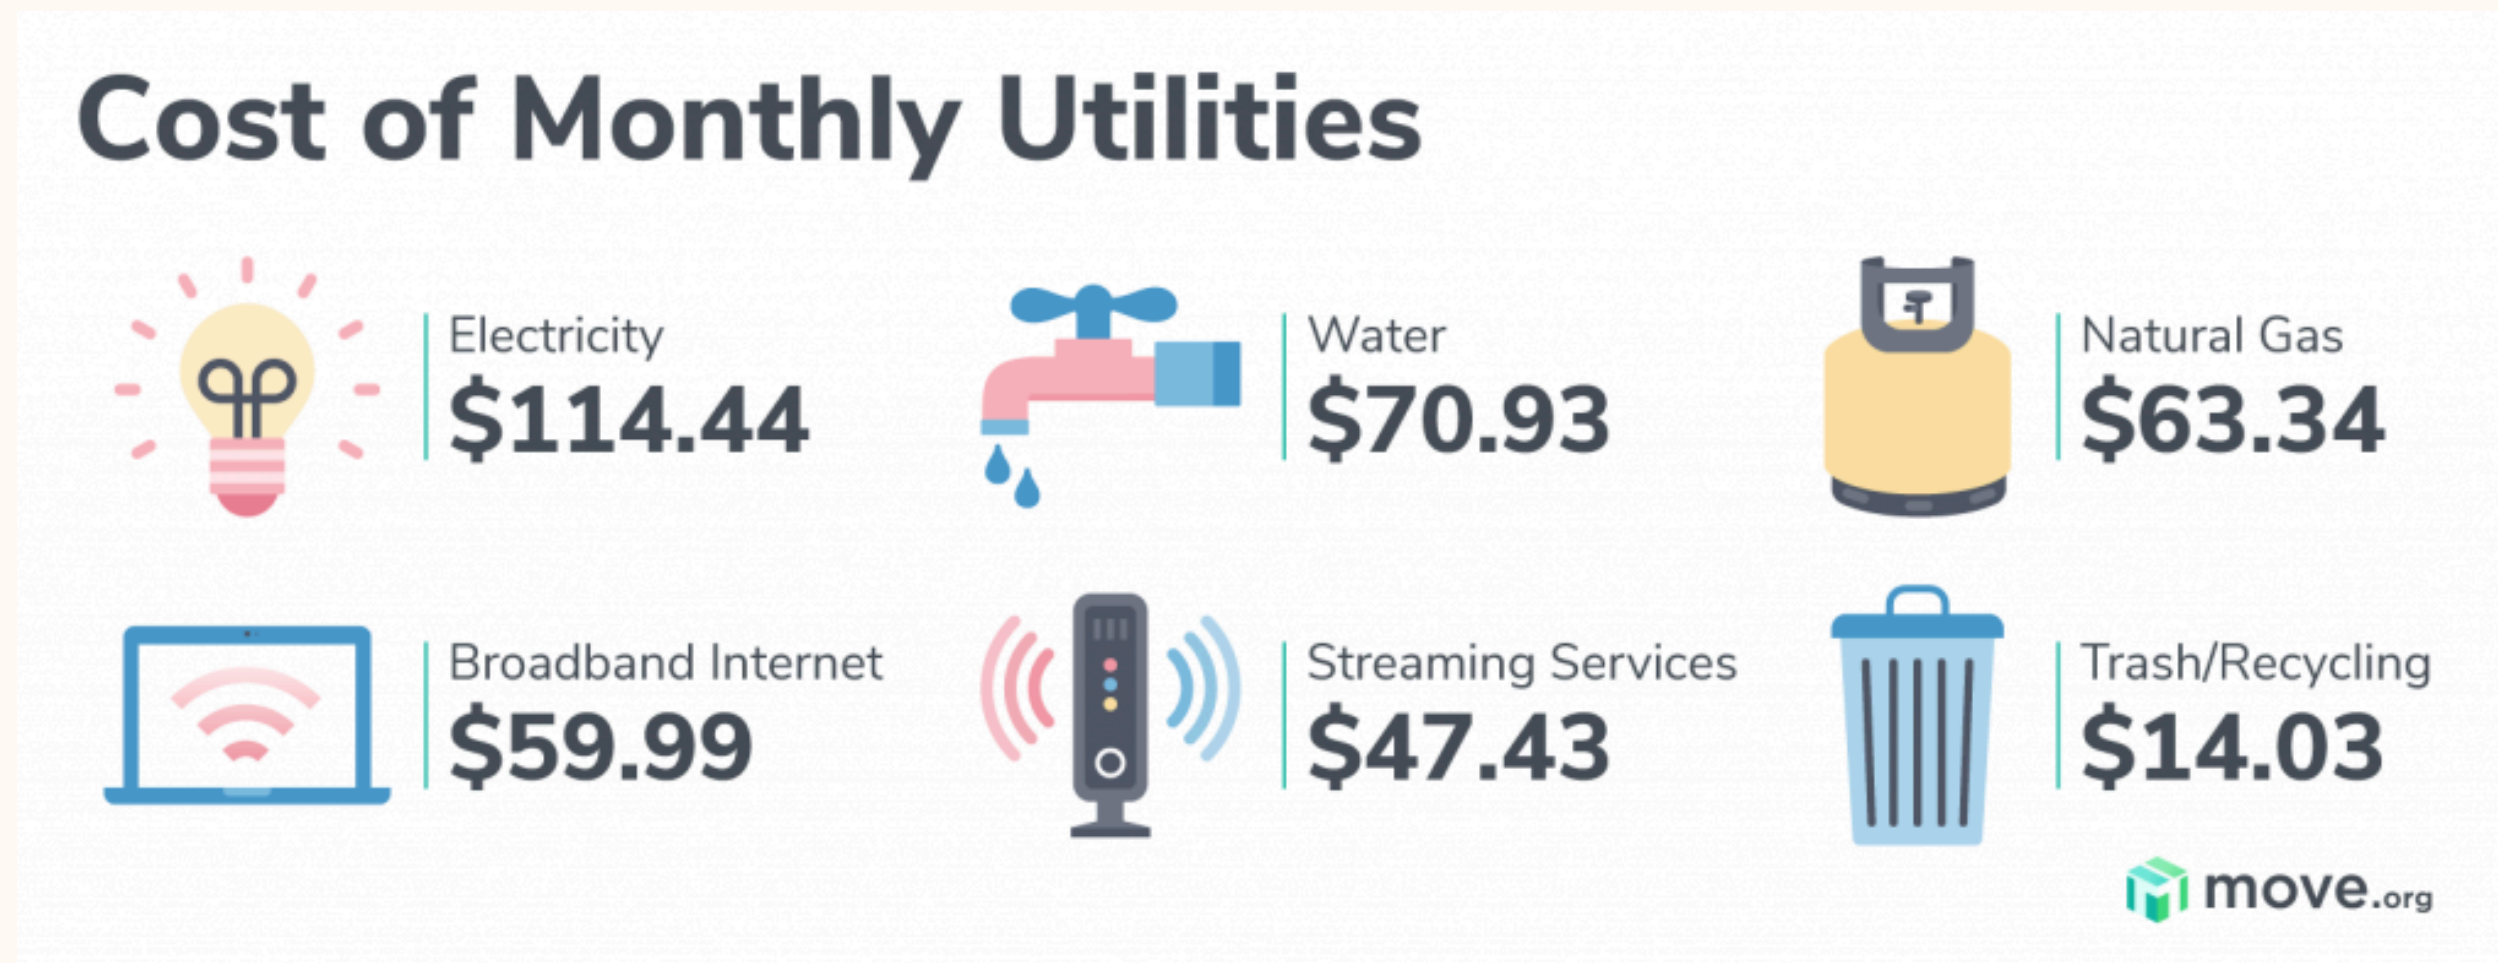 Cost of Monthly Utilities
Electricity
$114.44
Water
$70.93
Natural Gas
$63.34
Broadband Internet
$59.99
Streaming Services
$47.43
Trash/Recycling
$14.03
move.org